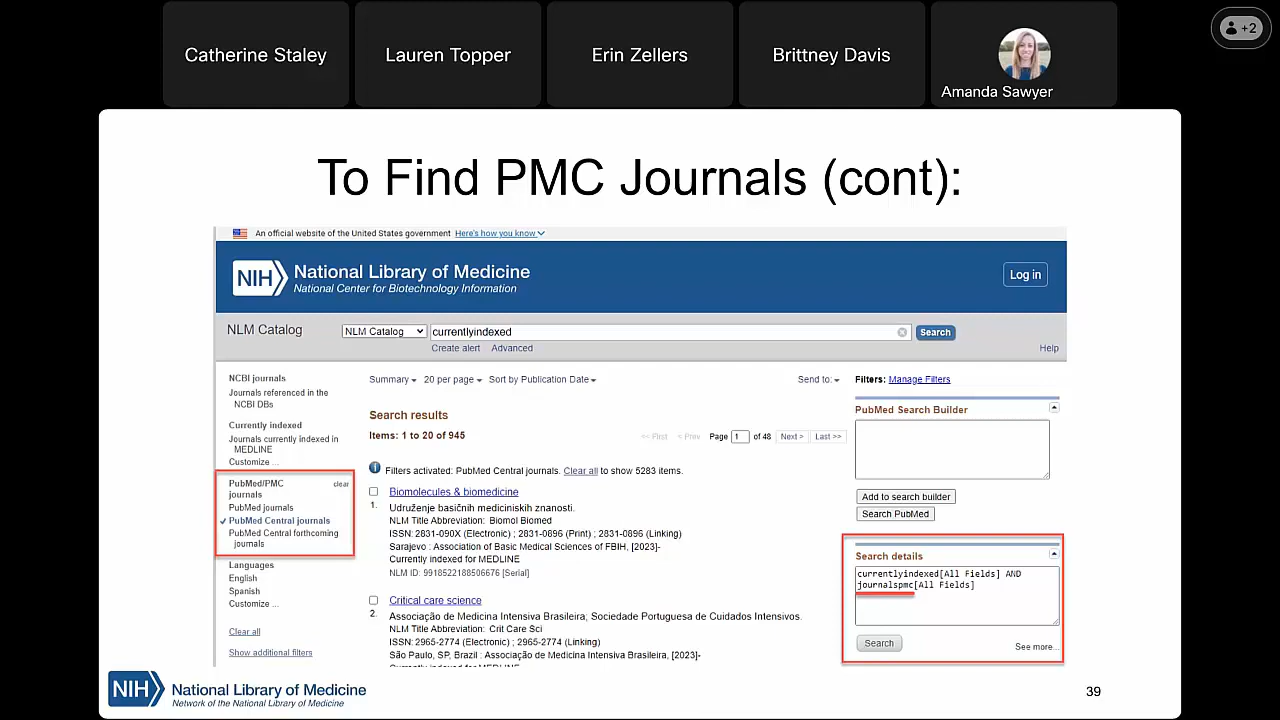 Catherine Staley
Lauren Topper
Erin Zellers
Brittney Davis
Amanda Sawyer
+2
To Find PMC Journals (cont):
An official website of the United States government Here's how you know
NIH National Library of Medicine
National Center for Biotechnology Information
Log in
NLM Catalog
NLM Catalog
currentlyindexed
Search
Create alert Advanced
Help
NCBI journals
Journals referenced in the
NCBI DBs
Currently indexed
Journals currently indexed in
MEDLINE
Customize ...
PubMed/PMC
journals
clear
PubMed journals
PubMed Central journals
PubMed Central forthcoming
journals
Languages
English
Spanish
Customize ...
Clear all
Show additional filters
Summary 20 per page Sort by Publication Date
Send to:
Search results
Items: 1 to 20 of 945
<< First < Prev Page 1 of 48 Next > Last >>
Filters activated: PubMed Central journals. Clear all to show 5283 items.
Biomolecules & biomedicine
1.
Udruženje basičnih mediciniskih znanosti.
NLM Title Abbreviation: Biomol Biomed
ISSN: 2831-090X (Electronic) ; 2831-0896 (Print) ; 2831-0896 (Linking)
Sarajevo : Association of Basic Medical Sciences of FBIH, [2023]-
Currently indexed for MEDLINE
NLM ID: 9918522188506676 [Serial]
Critical care science
2.
Associação de Medicina Intensiva Brasileira; Sociedade Portuguesa de Cuidados Intensivos.
NLM Title Abbreviation: Crit Care Sci
ISSN: 2965-2774 (Electronic) ; 2965-2774 (Linking)
São Paulo, SP, Brazil : Associação de Medicina Intensiva Brasileira, [2023]-
Currently indexed for MEDLINE
Filters: Manage Filters
PubMed Search Builder
Add to search builder
Search PubMed
Search details
currentlyindexed[All Fields] AND
journalspmc[All Fields]
Search
See more...
NIH National Library of Medicine
Network of the National Library of Medicine
39